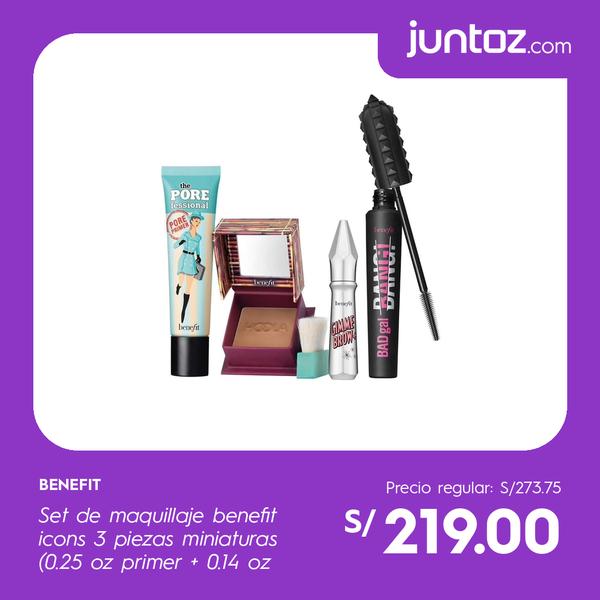 juntoz.com
the
PORE
fessional
PORE
PRIMER
benefit
benefit
HOOLA
benefit
GIMME
BROW+
benefit
BADgal BANG!
BENEFIT
Set de maquillaje benefit
icons 3 piezas miniaturas
(0.25 oz primer + 0.14 oz
Precio regular: S/273.75
S/ 219.00